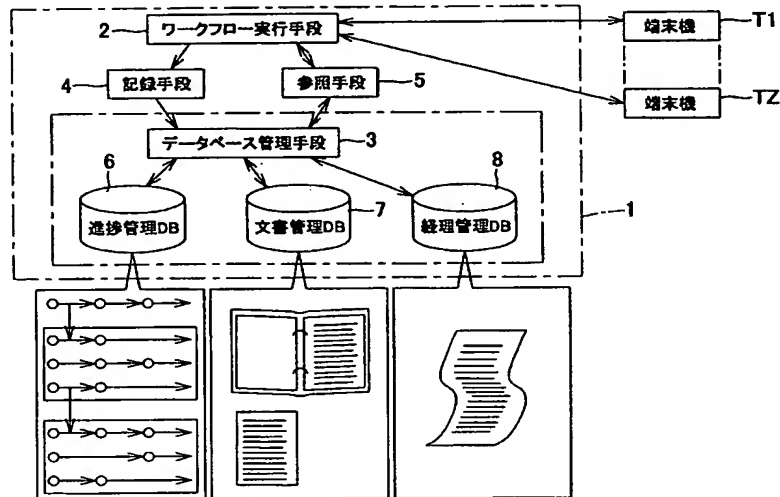 2
ワークフロー実行手段
端末機
T1
4
記録手段
参照手段
5
端末機
TZ
データベース管理手段
3
6
8
進捗管理DB
文書管理DB
7
経理管理DB
1